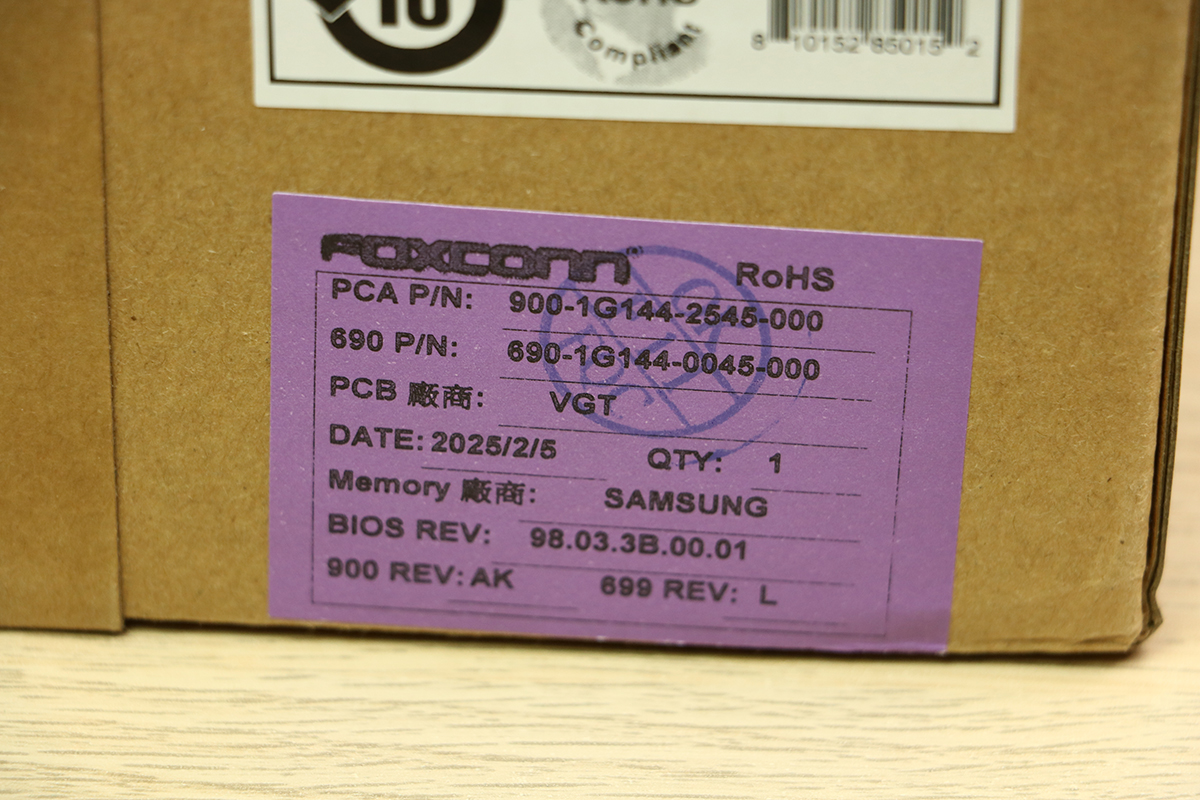 10
Compliant
8 10152 85015 2
FOXCONN® RoHS
PCA P/N: 900-1G144-2545-000
690 P/N: 690-1G144-0045-000
PCB 廠商: VGT
DATE: 2025/2/5 QTY: 1
Memory 廠商: SAMSUNG
BIOS REV: 98.03.3B.00.01
900 REV: AK 699 REV: L